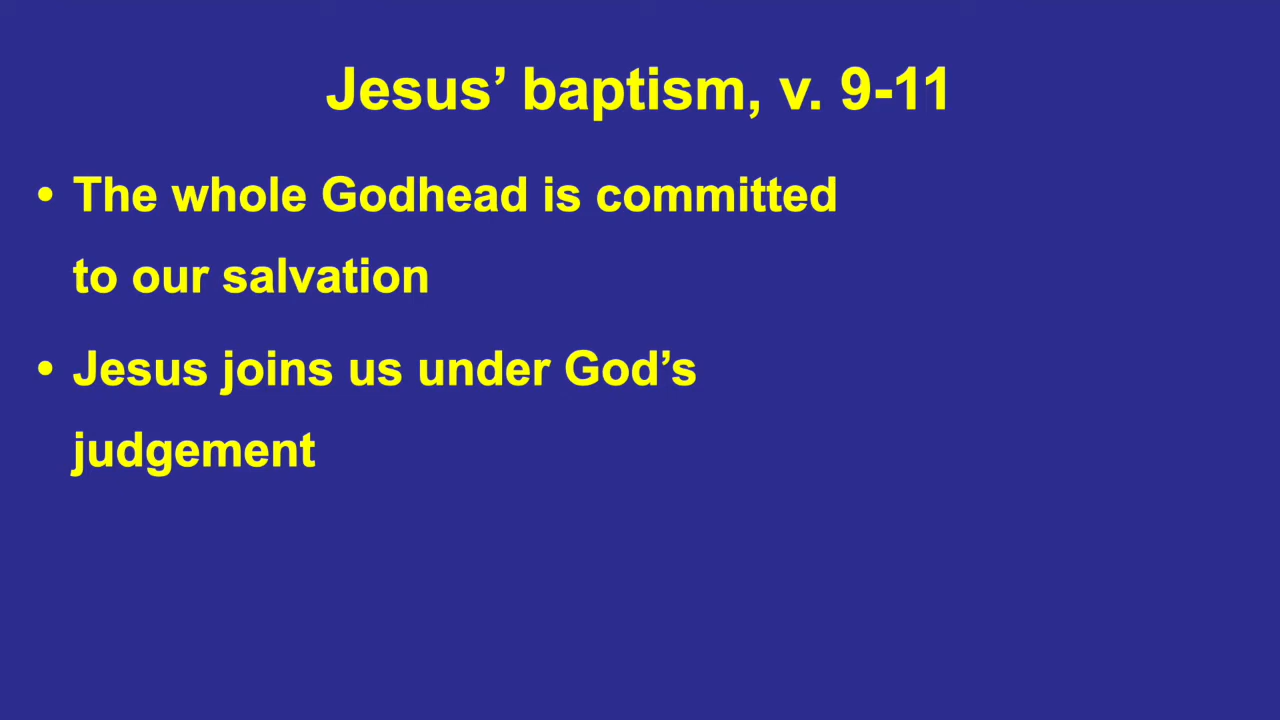 Jesus’ baptism, v. 9-11
• The whole Godhead is committed
to our salvation
• Jesus joins us under God’s
judgement